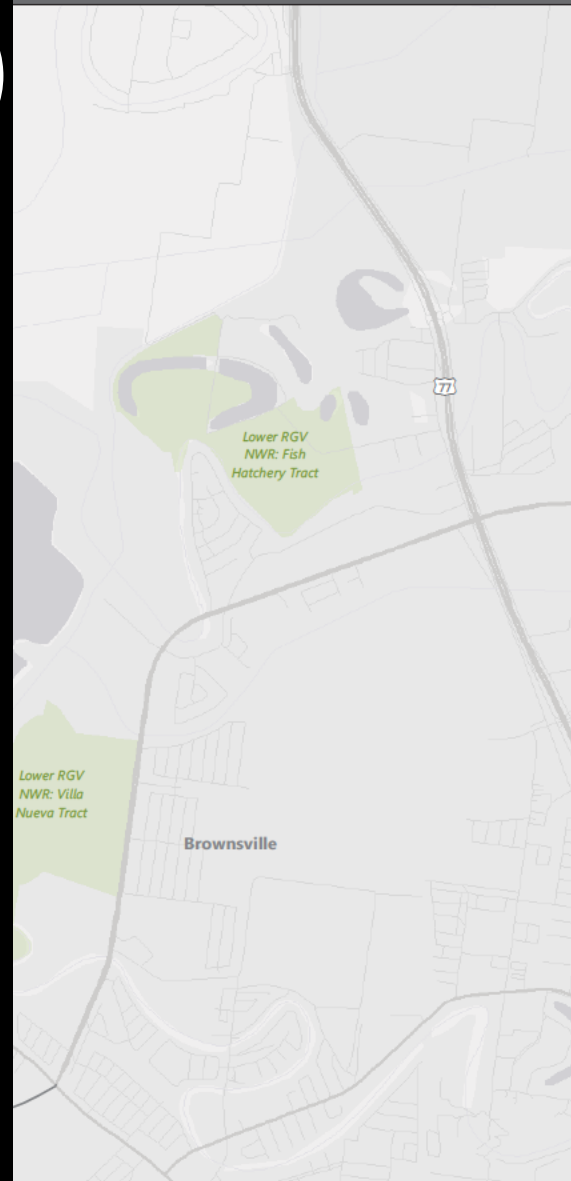 77
Lower RGV
NWR: Fish
Hatchery Tract
Lower RGV
NWR: Villa
Nueva Tract
Brownsville